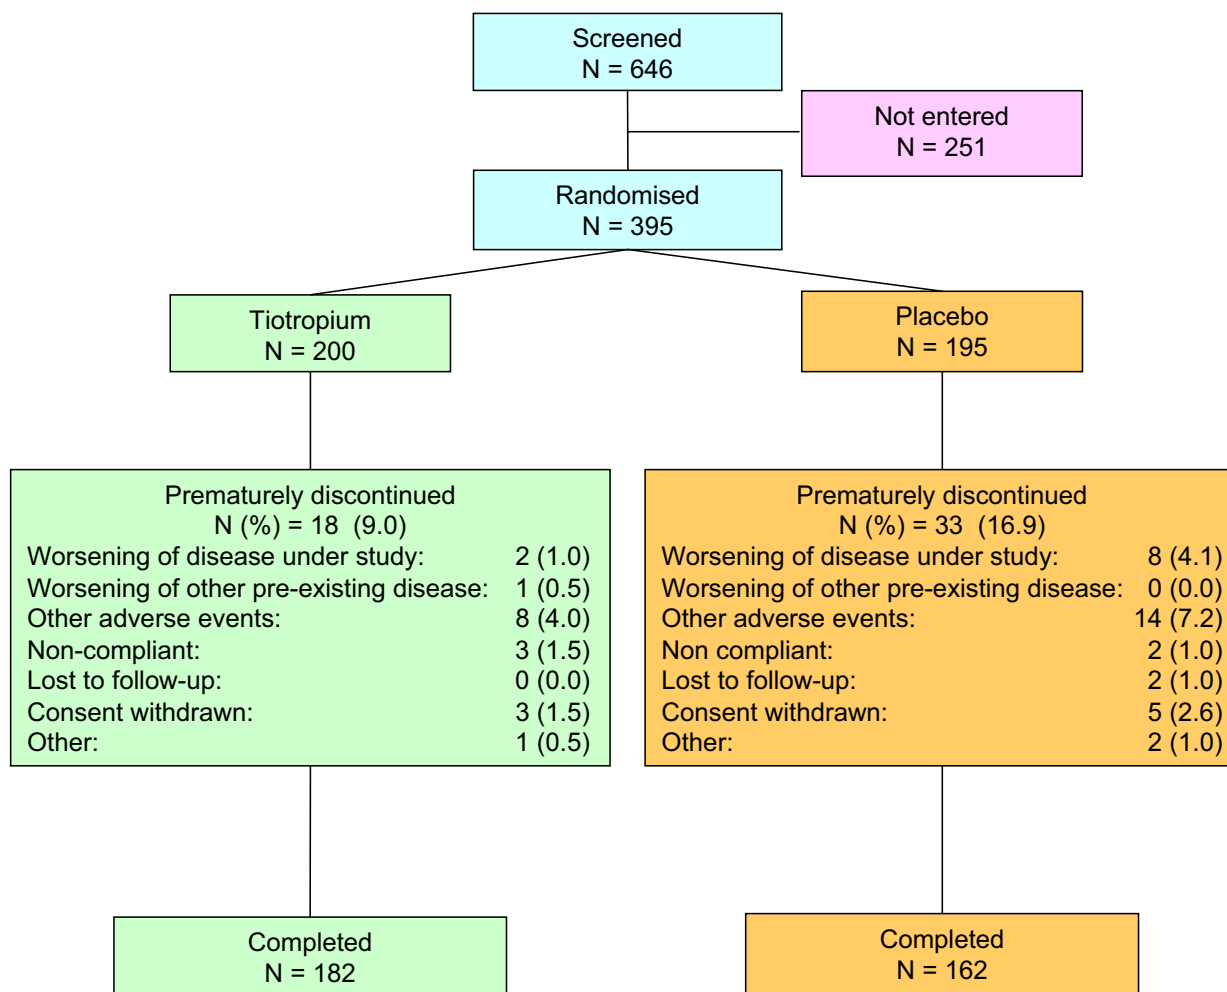 Screened
N = 646
Not entered
N = 251
Randomised
N = 395
Tiotropium
N = 200
Placebo
N = 195
Prematurely discontinued
N (%) = 18 (9.0)
Worsening of disease under study: 2 (1.0)
Worsening of other pre-existing disease: 1 (0.5)
Other adverse events: 8 (4.0)
Non-compliant: 3 (1.5)
Lost to follow-up: 0 (0.0)
Consent withdrawn: 3 (1.5)
Other: 1 (0.5)
Prematurely discontinued
N (%) = 33 (16.9)
Worsening of disease under study: 8 (4.1)
Worsening of other pre-existing disease: 0 (0.0)
Other adverse events: 14 (7.2)
Non compliant: 2 (1.0)
Lost to follow-up: 2 (1.0)
Consent withdrawn: 5 (2.6)
Other: 2 (1.0)
Completed
N = 182
Completed
N = 162